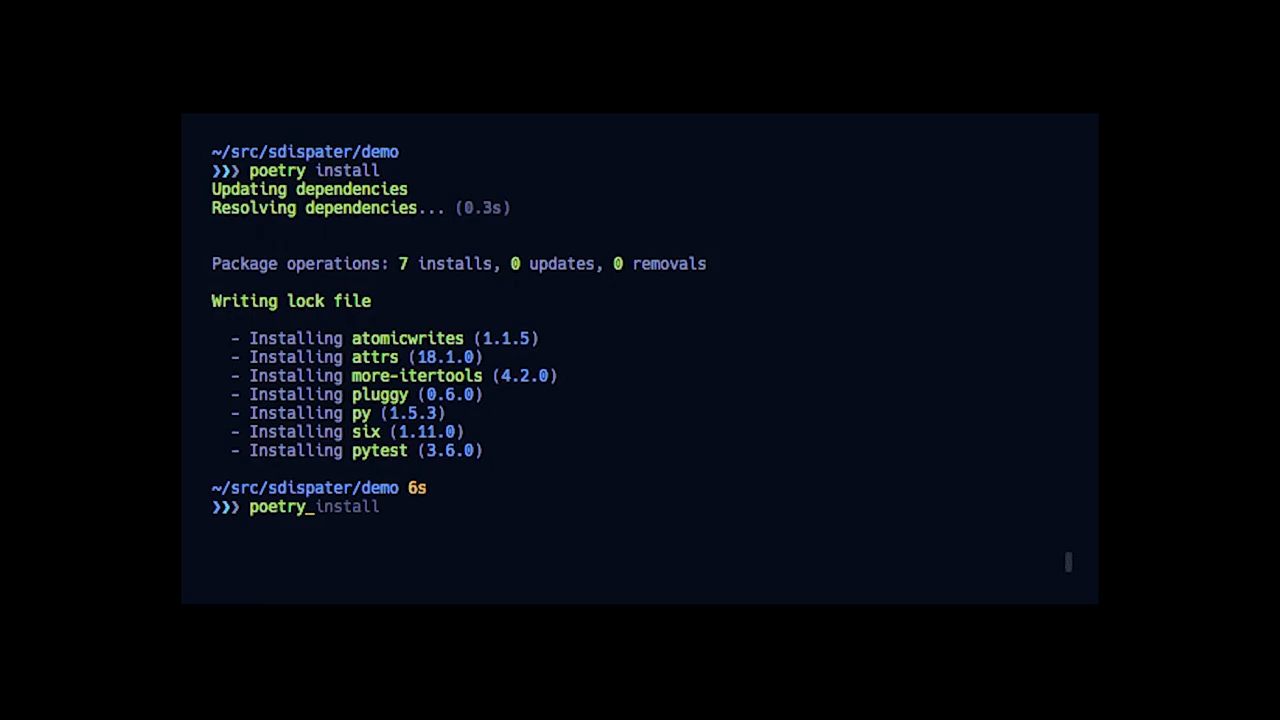 ~/src/sdispater/demo
❯❯❯ poetry install
Updating dependencies
Resolving dependencies... (0.3s)
Package operations: 7 installs, 0 updates, 0 removals
Writing lock file
- Installing atomicwrites (1.1.5)
- Installing attrs (18.1.0)
- Installing more-itertools (4.2.0)
- Installing pluggy (0.6.0)
- Installing py (1.5.3)
- Installing six (1.11.0)
- Installing pytest (3.6.0)
~/src/sdispater/demo 6s
❯❯❯ poetry_install